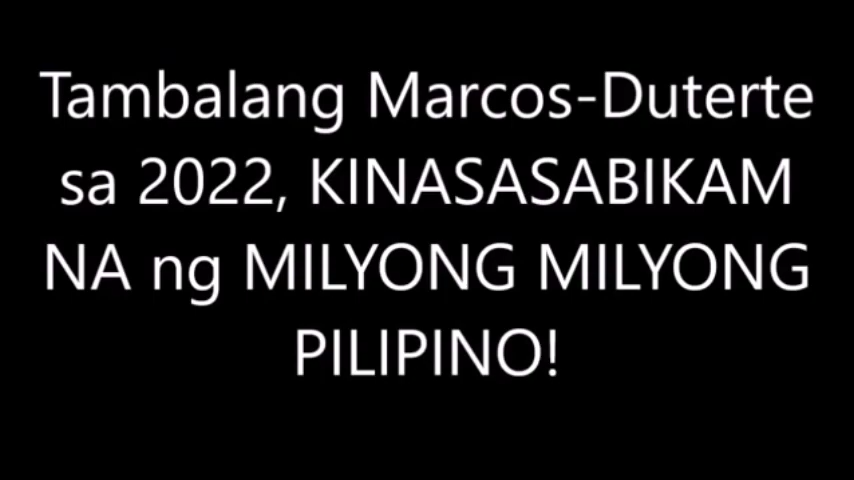 Tambalang Marcos-Duterte
sa 2022, KINASASABIKAM
NA ng MILYONG MILYONG
PILIPINO!